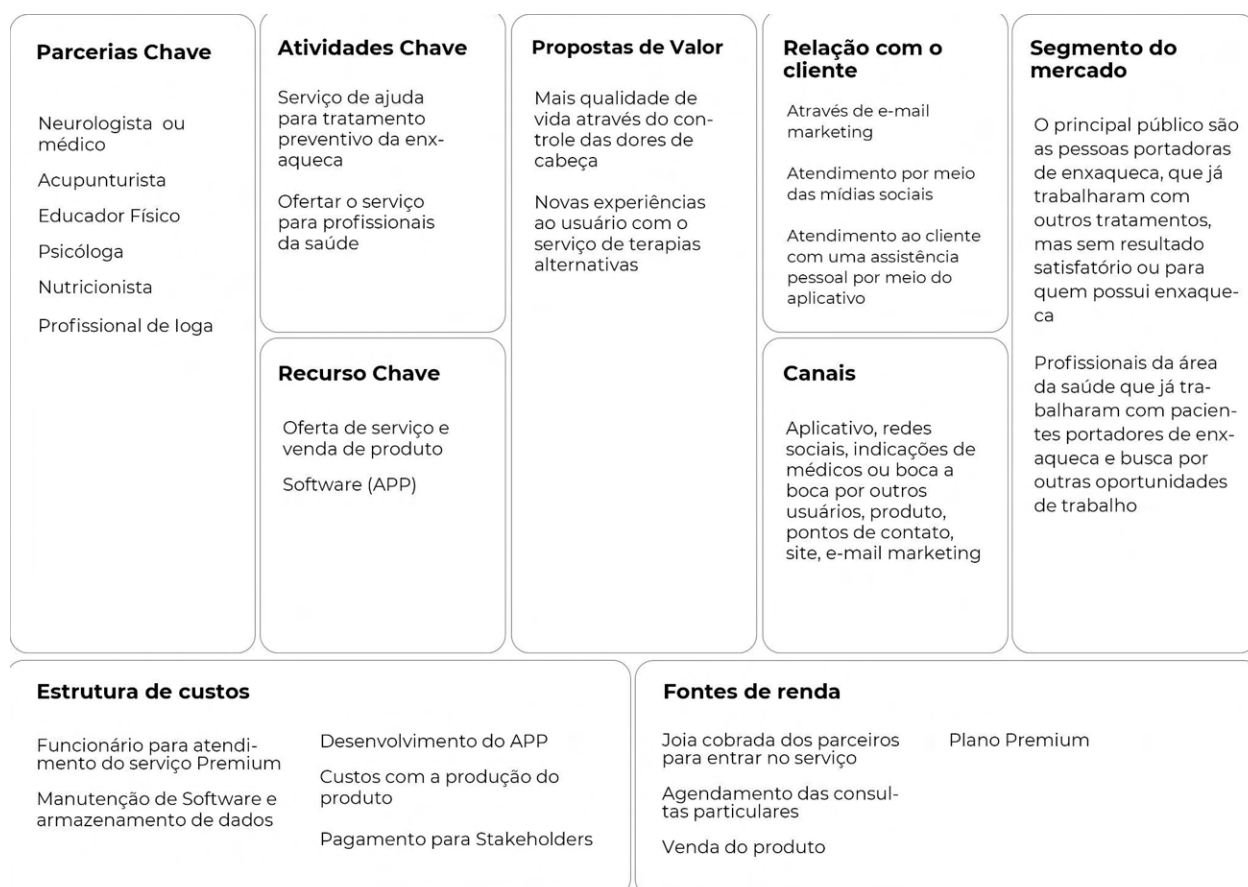 Parcerias Chave
Neurologista ou
médico
Acupunturista
Educador Físico
Psicóloga
Nutricionista
Profissional de Ioga
Atividades Chave
Serviço de ajuda
para tratamento
preventivo da enx-
aqueca
Ofertar o serviço
para profissionais
da saúde
Recurso Chave
Oferta de serviço e
venda de produto
Software (APP)
Propostas de Valor
Mais qualidade de
vida através do con-
trole das dores de
cabeça
Novas experiências
ao usuário com o
serviço de terapias
alternativas
Relação com o
cliente
Através de e-mail
marketing
Atendimento por meio
das mídias sociais
Atendimento ao cliente
com uma assistência
pessoal por meio do
aplicativo
Canais
Aplicativo, redes
sociais, indicações de
médicos ou boca a
boca por outros
usuários, produto,
pontos de contato,
site, e-mail marketing
Segmento do
mercado
O principal público são
as pessoas portadoras
de enxaqueca, que já
trabalharam com
outros tratamentos,
mas sem resultado
satisfatório ou para
quem possui enxaque-
ca
Profissionais da área
da saúde que já tra-
balharam com pacien-
tes portadores de enx-
aqueca e busca por
outras oportunidades
de trabalho
Estrutura de custos
Funcionário para atendi-
mento do serviço Premium
Manutenção de Software e
armazenamento de dados
Desenvolvimento do APP
Custos com a produção do
produto
Pagamento para Stakeholders
Fontes de renda
Joia cobrada dos parceiros
para entrar no serviço
Agendamento das consul-
tas particulares
Venda do produto
Plano Premium